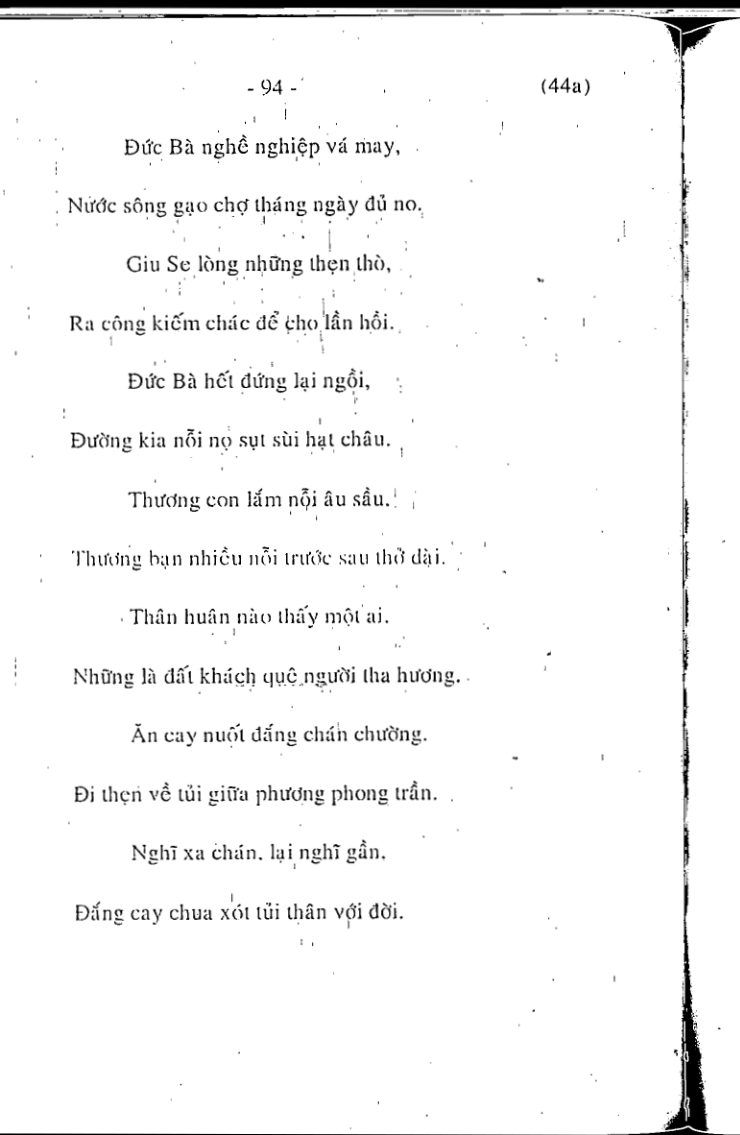 - 94 - (44a)
Đức Bà nghề nghiệp vá may,
Nước sông gạo chợ tháng ngày đủ no.
Giu Se lòng những thẹn thò,
Ra công kiếm chác để cho lần hồi.
Đức Bà hết đứng lại ngồi,
Đường kia nỗi nọ sụt sùi hạt châu.
Thương con lắm nỗi âu sầu.
Thương bạn nhiều nỗi trước sau thở dài.
Thân huân nào thấy một ai.
Những là đất khách quê người tha hương.
Ăn cay nuốt đắng chán chường.
Đi thẹn về tủi giữa phương phong trần.
Nghĩ xa chán. lại nghĩ gần.
Đắng cay chua xót tủi thân với đời.